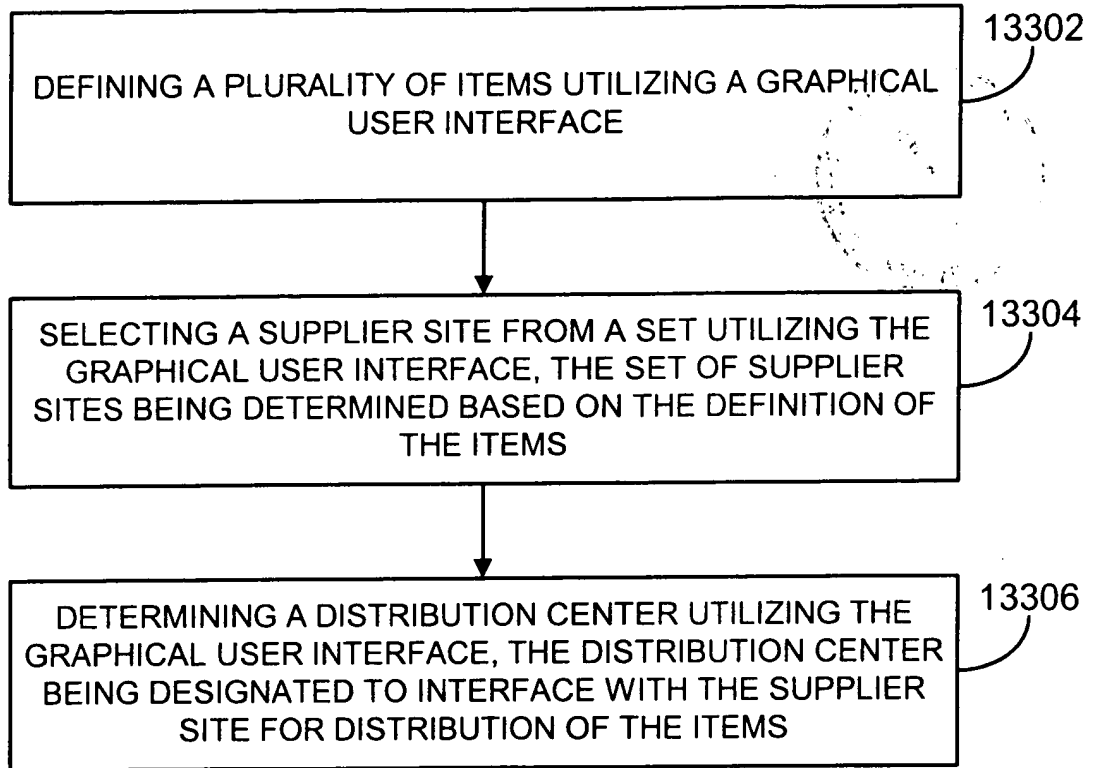 13302
DEFINING A PLURALITY OF ITEMS UTILIZING A GRAPHICAL
USER INTERFACE
13304
SELECTING A SUPPLIER SITE FROM A SET UTILIZING THE
GRAPHICAL USER INTERFACE, THE SET OF SUPPLIER
SITES BEING DETERMINED BASED ON THE DEFINITION OF
THE ITEMS
13306
DETERMINING A DISTRIBUTION CENTER UTILIZING THE
GRAPHICAL USER INTERFACE, THE DISTRIBUTION CENTER
BEING DESIGNATED TO INTERFACE WITH THE SUPPLIER
SITE FOR DISTRIBUTION OF THE ITEMS